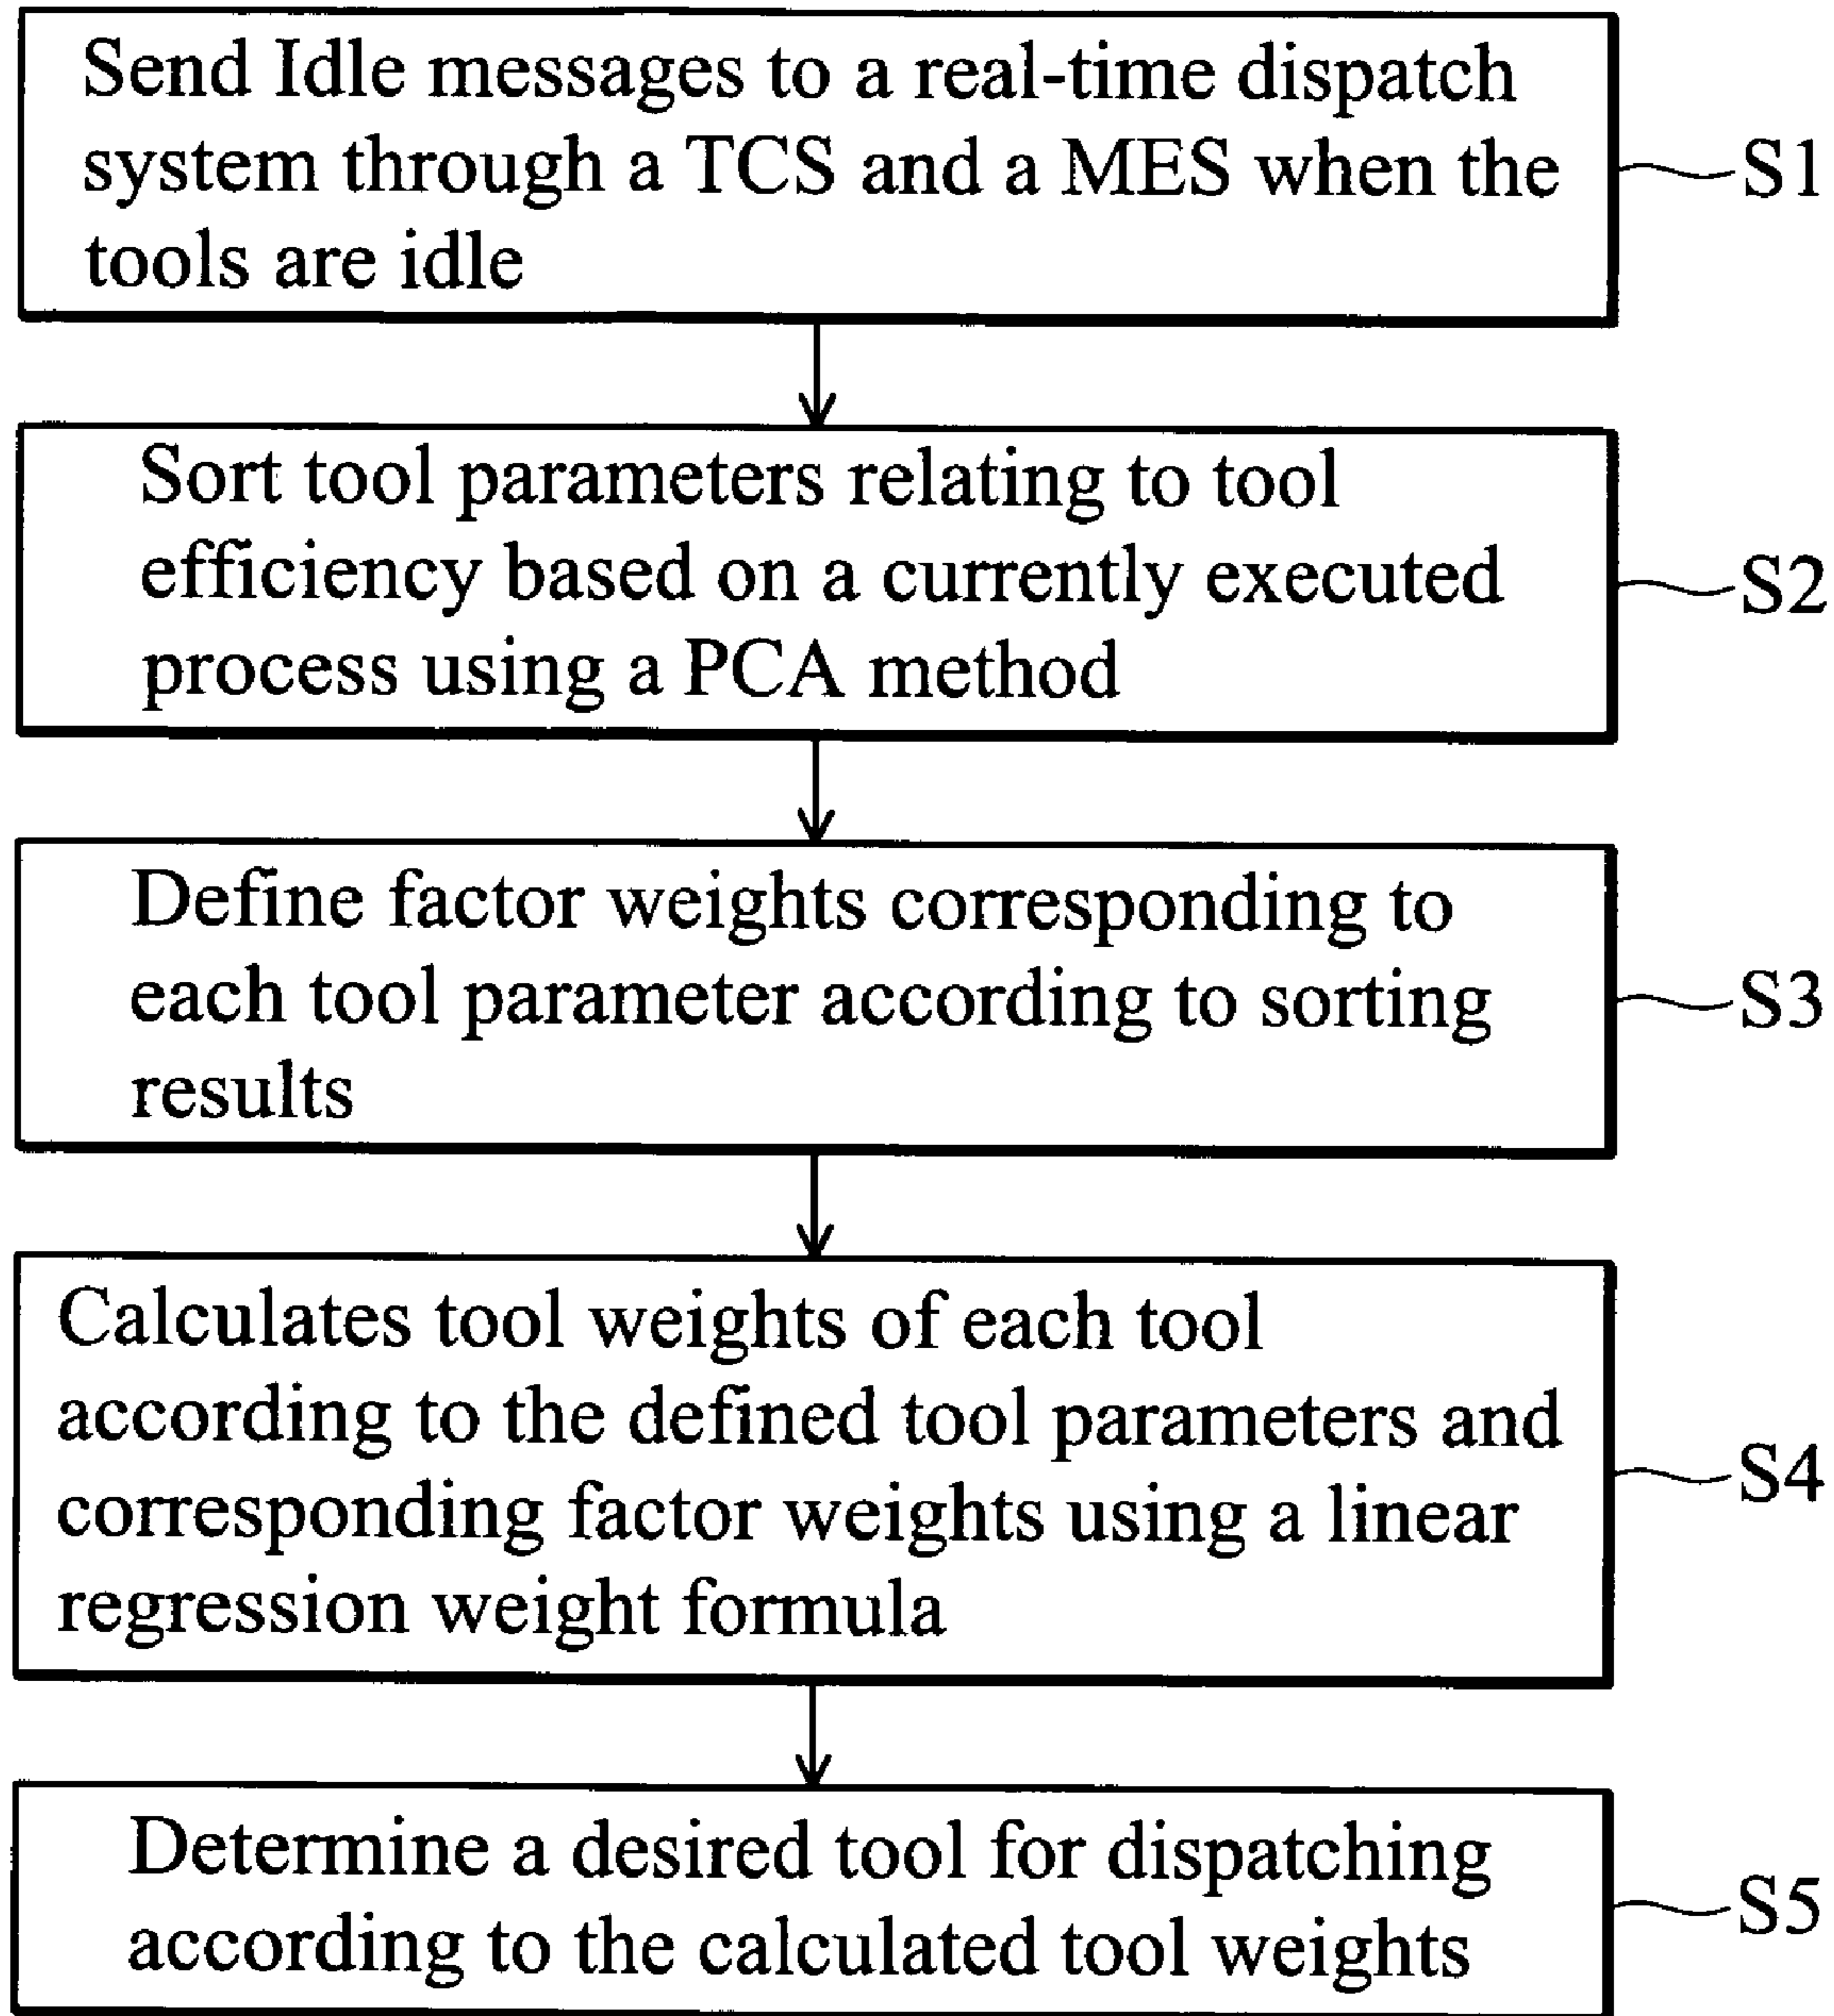 Send Idle messages to a real-time dispatch
system through a TCS and a MES when the
tools are idle
S1
Sort tool parameters relating to tool
efficiency based on a currently executed
process using a PCA method
S2
Define factor weights corresponding to
each tool parameter according to sorting
results
S3
Calculates tool weights of each tool
according to the defined tool parameters and
corresponding factor weights using a linear
regression weight formula
S4
Determine a desired tool for dispatching
according to the calculated tool weights
S5